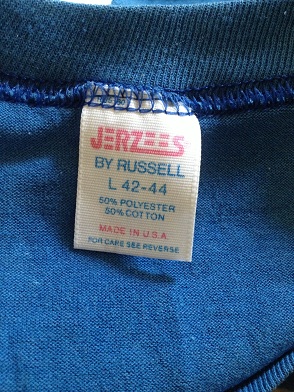 JERZEES
BY RUSSELL
L 42-44
50% POLYESTER
50% COTTON
MADE IN U.S.A.
FOR CARE SEE REVERSE